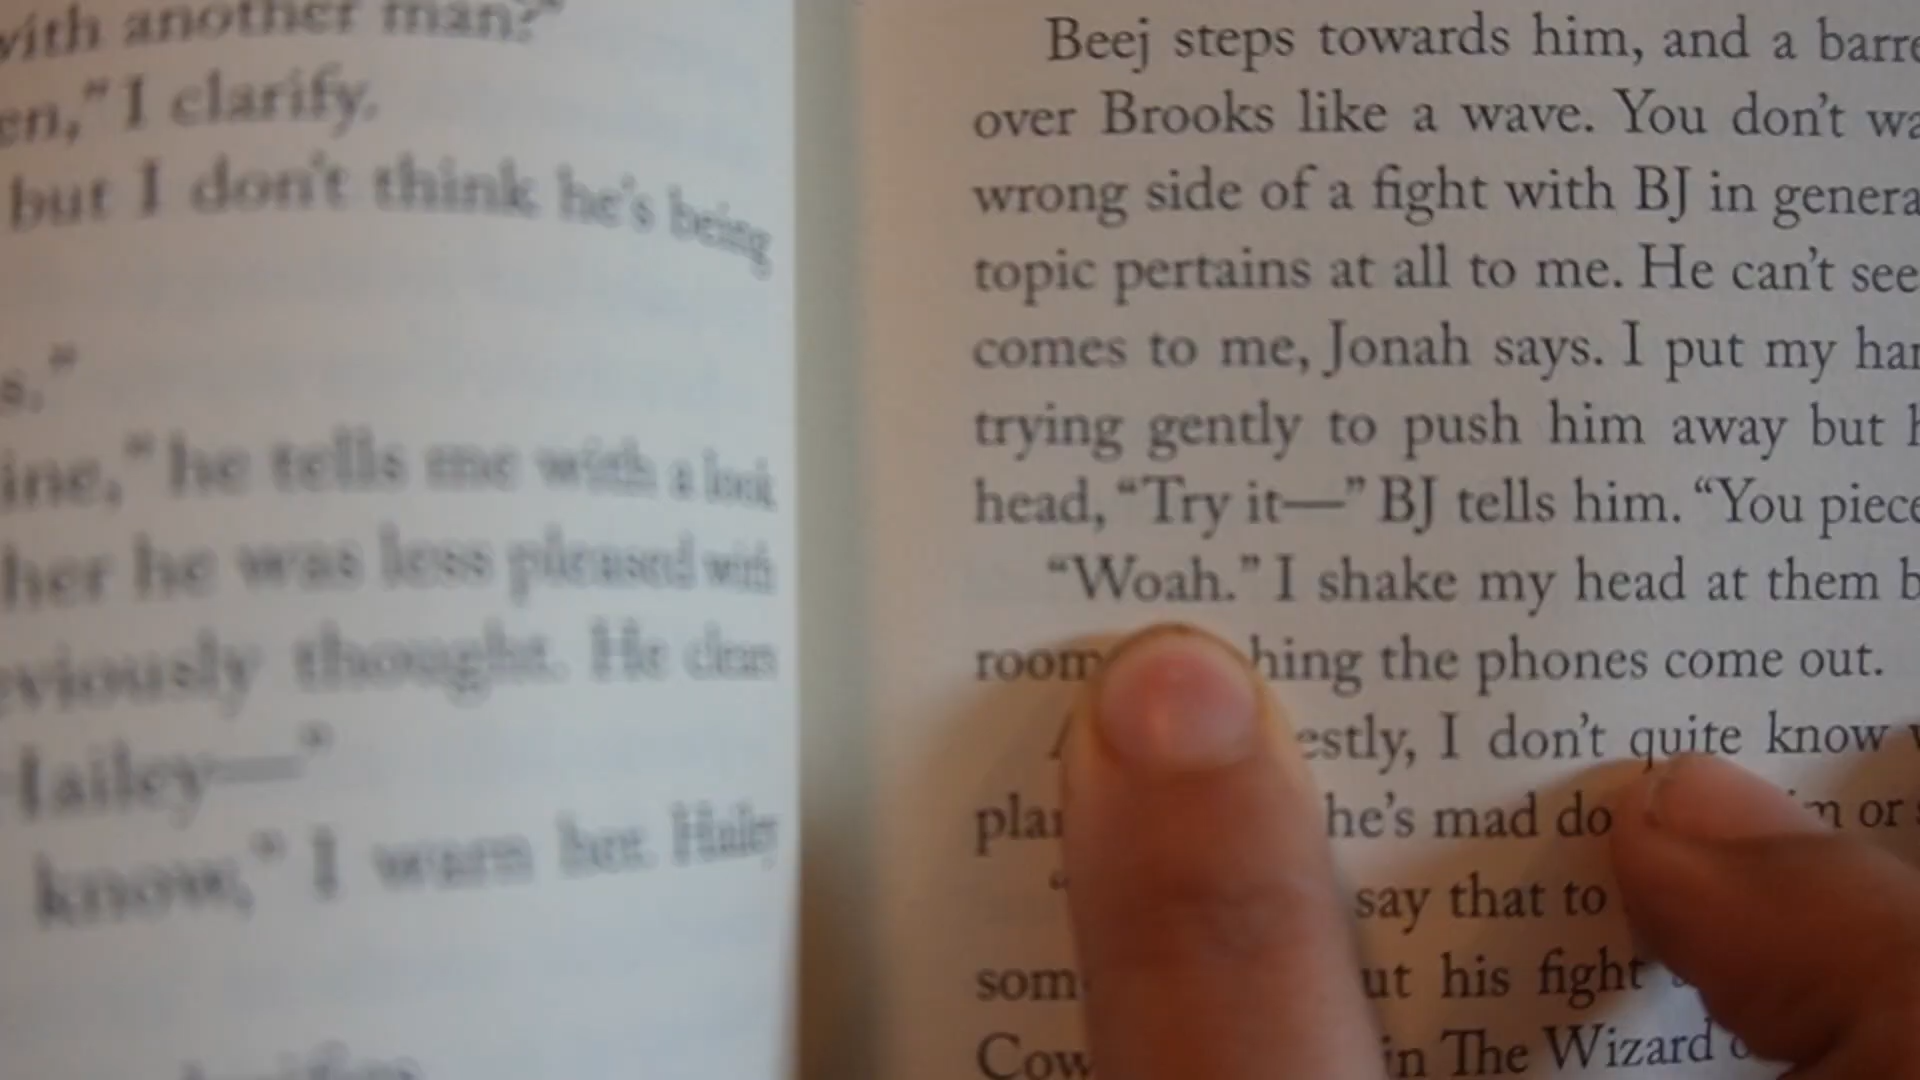 with another man?"
en," I clarify.
but I don't think he's being
s."
ine," he tells me with a look
her he was less pleased with
eviously thought. He clears
Hailey—"
know," I warn her. Hailey
Beej steps towards him, and a barre
over Brooks like a wave. You don't wa
wrong side of a fight with BJ in genera
topic pertains at all to me. He can't see
comes to me, Jonah says. I put my han
trying gently to push him away but h
head, “Try it—” BJ tells him. “You piece
“Woah.” I shake my head at them b
room hing the phones come out.
A estly, I don't quite know w
plan he's mad do m or s
“ say that to
som ut his fight
Cow in The Wizard o